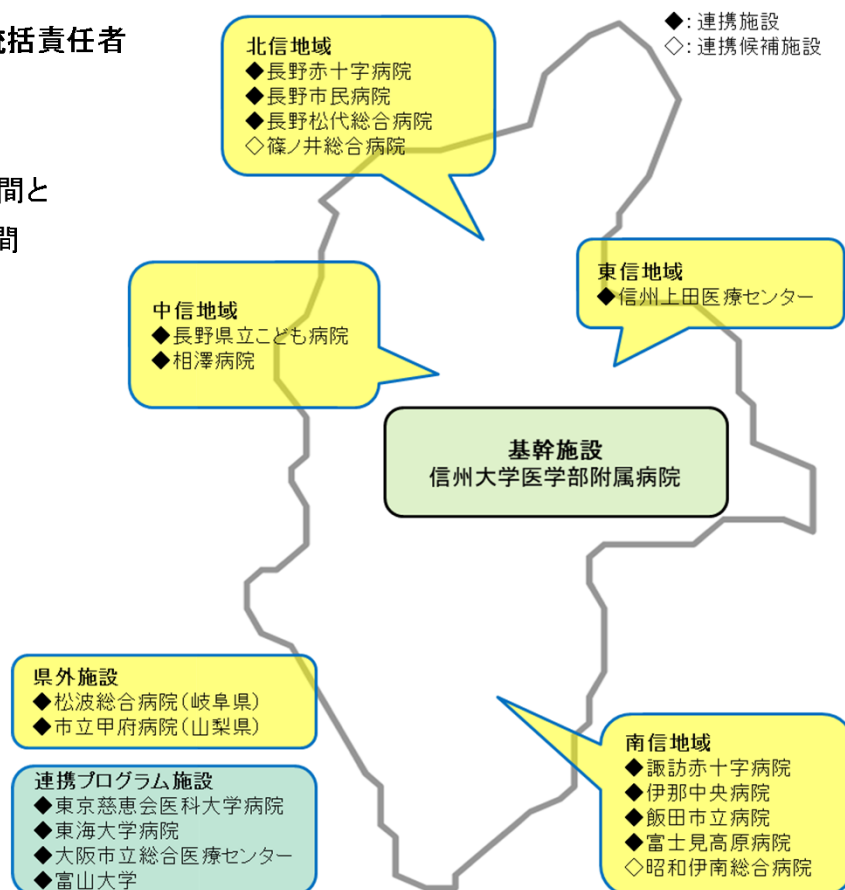 統括責任者
間と
間
◆：連携施設
◇：連携候補施設
北信地域
◆長野赤十字病院
◆長野市民病院
◆長野松代総合病院
◇篠ノ井総合病院
東信地域
◆信州上田医療センター
中信地域
◆長野県立こども病院
◆相澤病院
基幹施設
信州大学医学部附属病院
県外施設
◆松波総合病院（岐阜県）
◆市立甲府病院（山梨県）
連携プログラム施設
◆東京慈恵会医科大学病院
◆東海大学病院
◆大阪市立総合医療センター
◆富山大学
南信地域
◆諏訪赤十字病院
◆伊那中央病院
◆飯田市立病院
◆富士見高原病院
◇昭和伊南総合病院